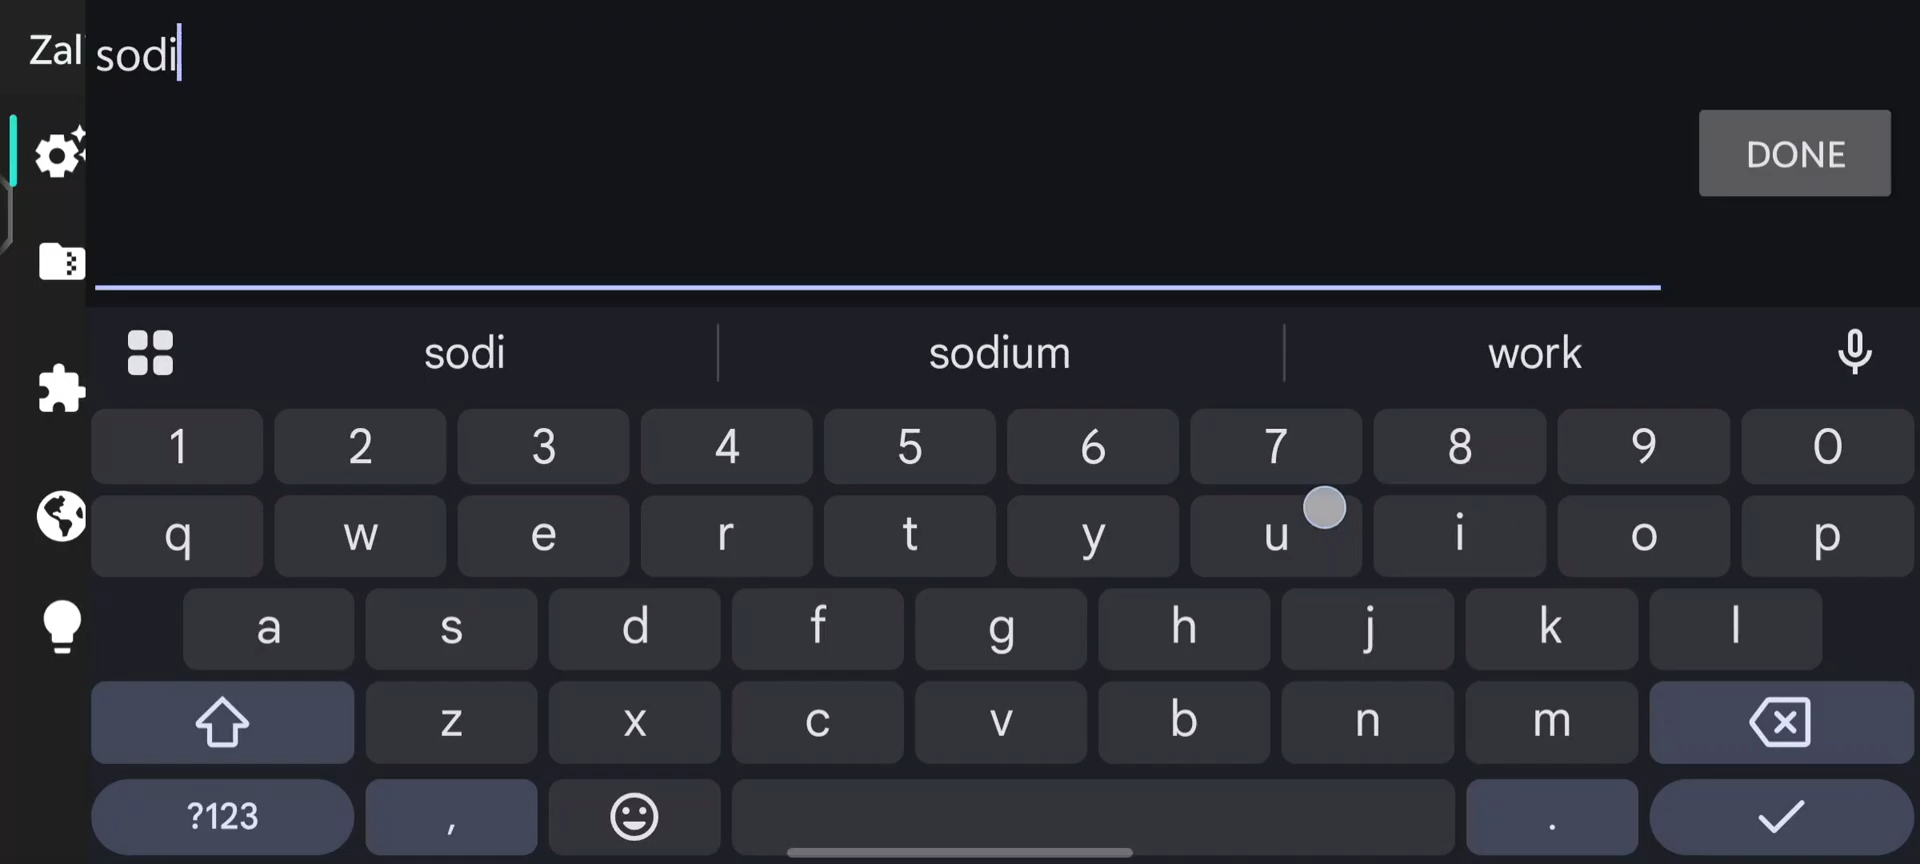 Zal
sodi
DONE
sodi sodium work
1 2 3 4 5 6 7 8 9 0
q w e r t y u i o p
a s d f g h j k l
z x c v b n m
?123 , .